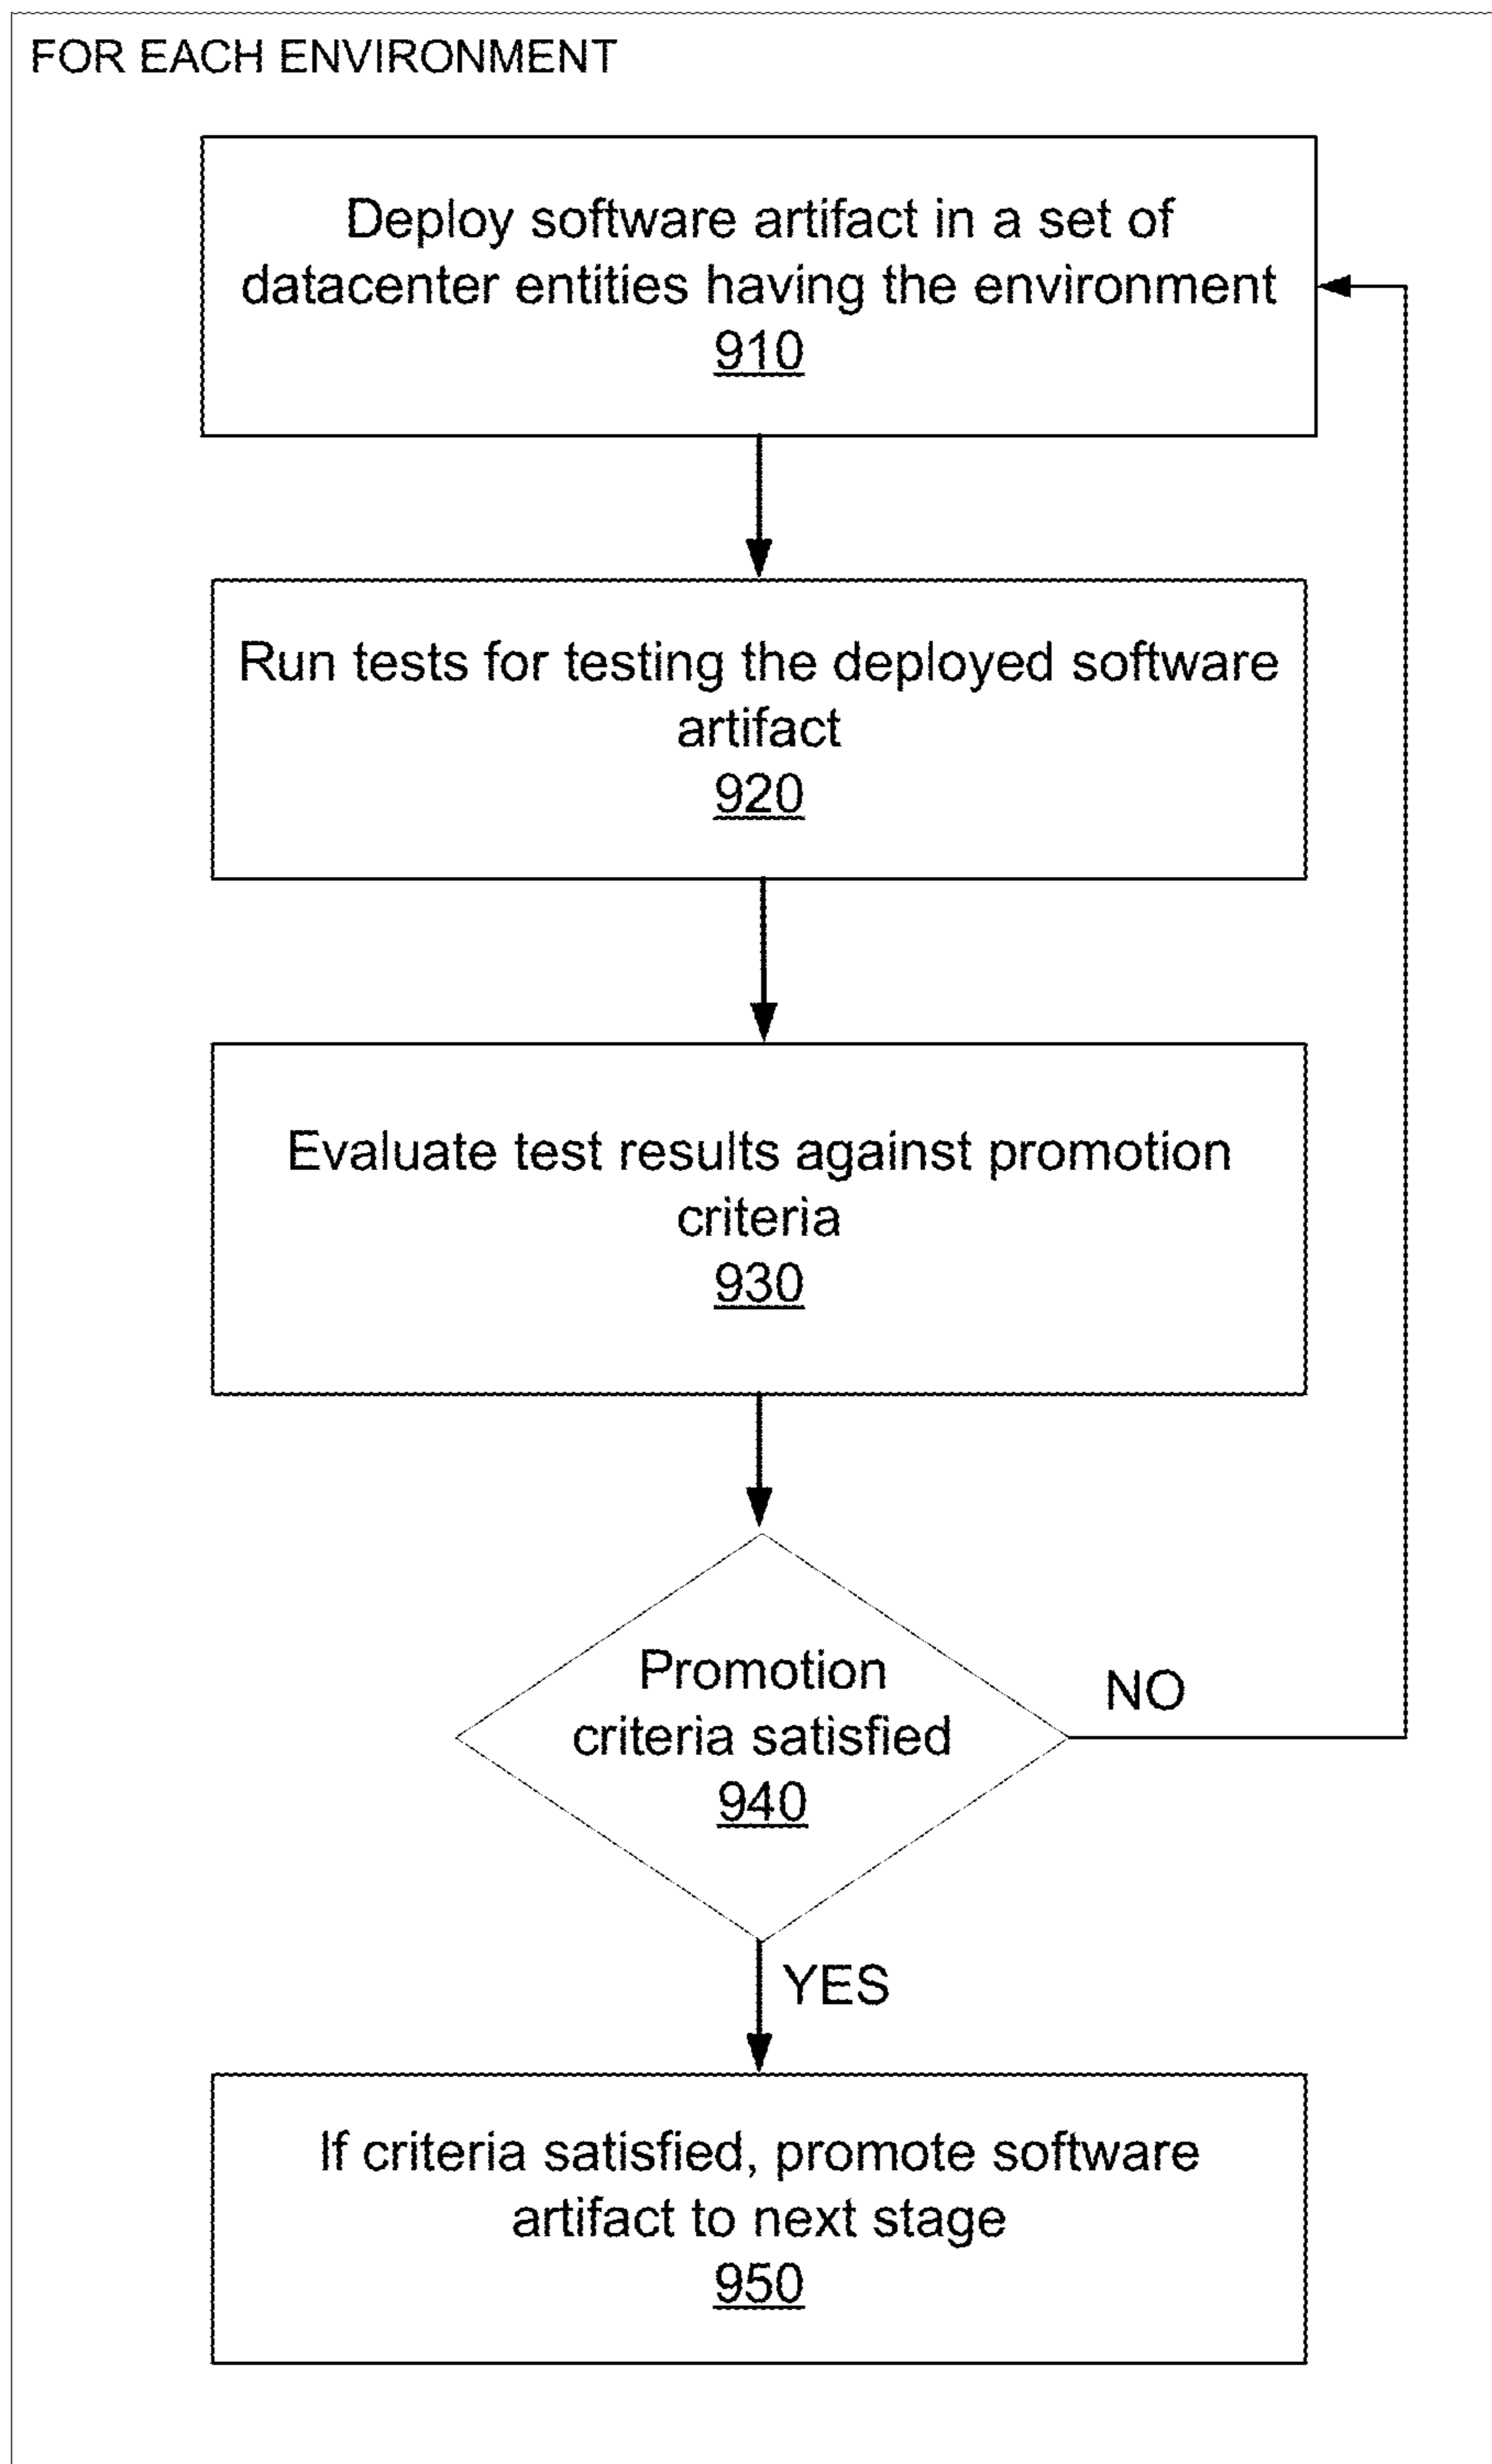 FOR EACH ENVIRONMENT
Deploy software artifact in a set of
datacenter entities having the environment
910
Run tests for testing the deployed software
artifact
920
Evaluate test results against promotion
criteria
930
Promotion
criteria satisfied
940
NO
YES
If criteria satisfied, promote software
artifact to next stage
950